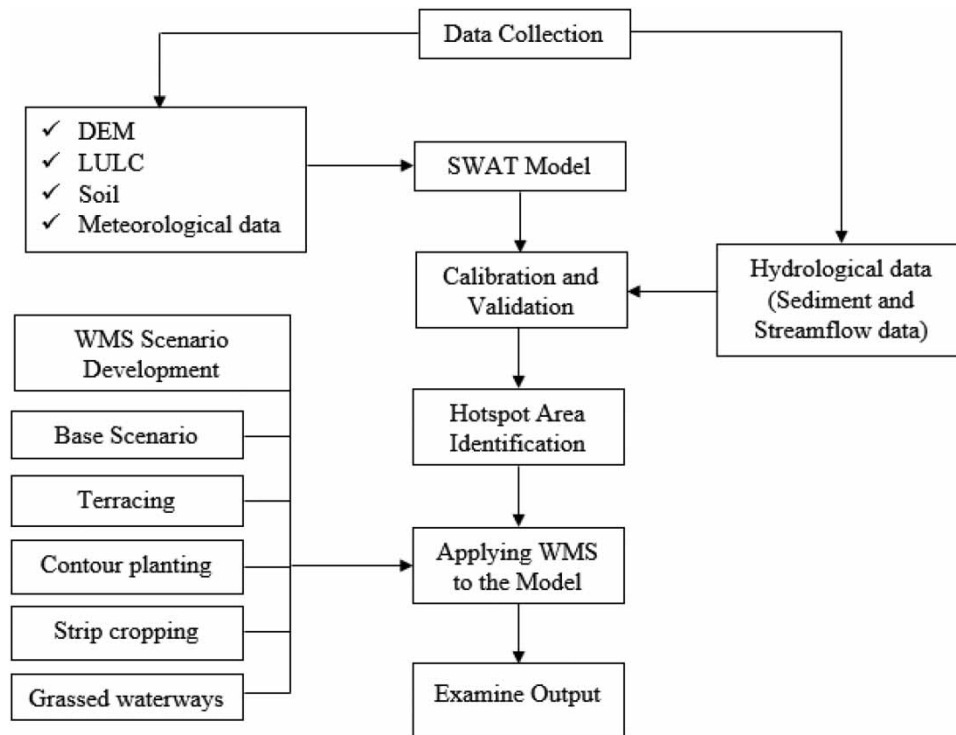 Data Collection
✓ DEM
✓ LULC
✓ Soil
✓ Meteorological data
SWAT Model
Calibration and
Validation
Hydrological data
(Sediment and
Streamflow data)
WMS Scenario
Development
Base Scenario
Terracing
Contour planting
Strip cropping
Grassed waterways
Hotspot Area
Identification
Applying WMS
to the Model
Examine Output